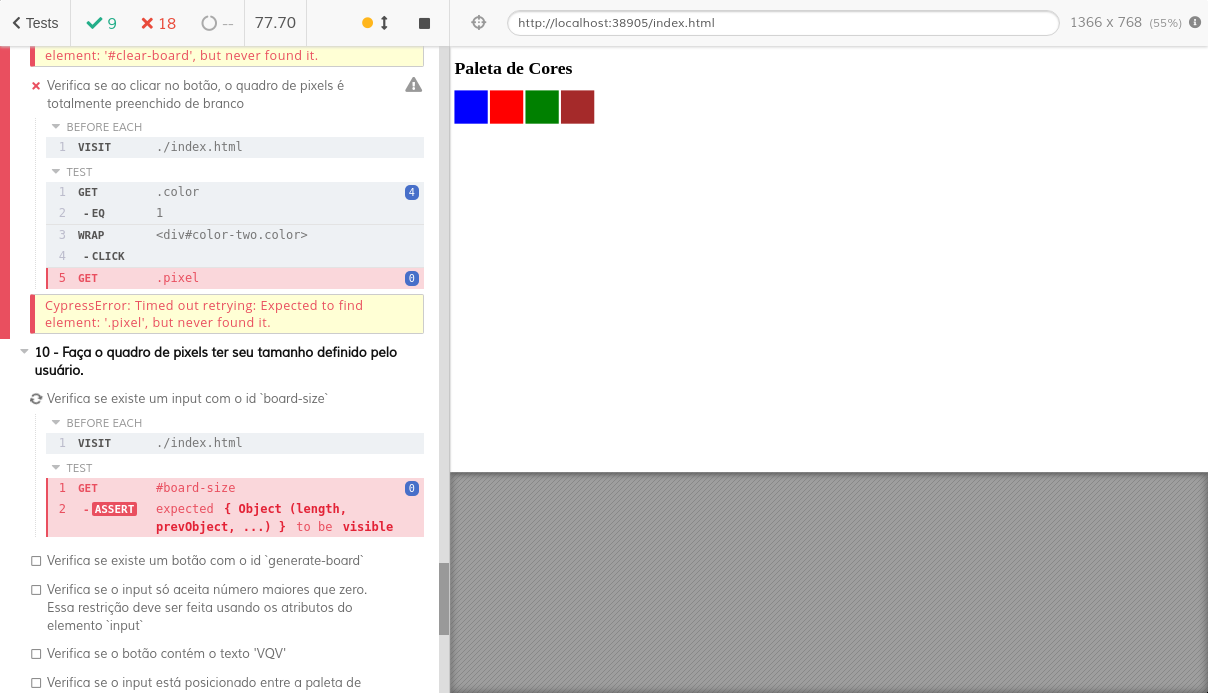 Tests 9 18 -- 77.70 http://localhost:38905/index.html 1366 x 768 (55%)
element: '#clear-board', but never found it.
Verifica se ao clicar no botão, o quadro de pixels é
totalmente preenchido de branco
BEFORE EACH
1 VISIT ./index.html
TEST
1 GET .color 4
2 - EQ 1
3 WRAP <div#color-two.color>
4 - CLICK
5 GET .pixel 0
CypressError: Timed out retrying: Expected to find
element: '.pixel', but never found it.
10 - Faça o quadro de pixels ter seu tamanho definido pelo
usuário.
Verifica se existe um input com o id `board-size`
BEFORE EACH
1 VISIT ./index.html
TEST
1 GET #board-size 0
2 - ASSERT expected { Object (length,
prevObject, ...) } to be visible
Verifica se existe um botão com o id `generate-board`
Verifica se o input só aceita número maiores que zero.
Essa restrição deve ser feita usando os atributos do
elemento `input`
Verifica se o botão contém o texto 'VQV'
Verifica se o input está posicionado entre a paleta de
Paleta de Cores